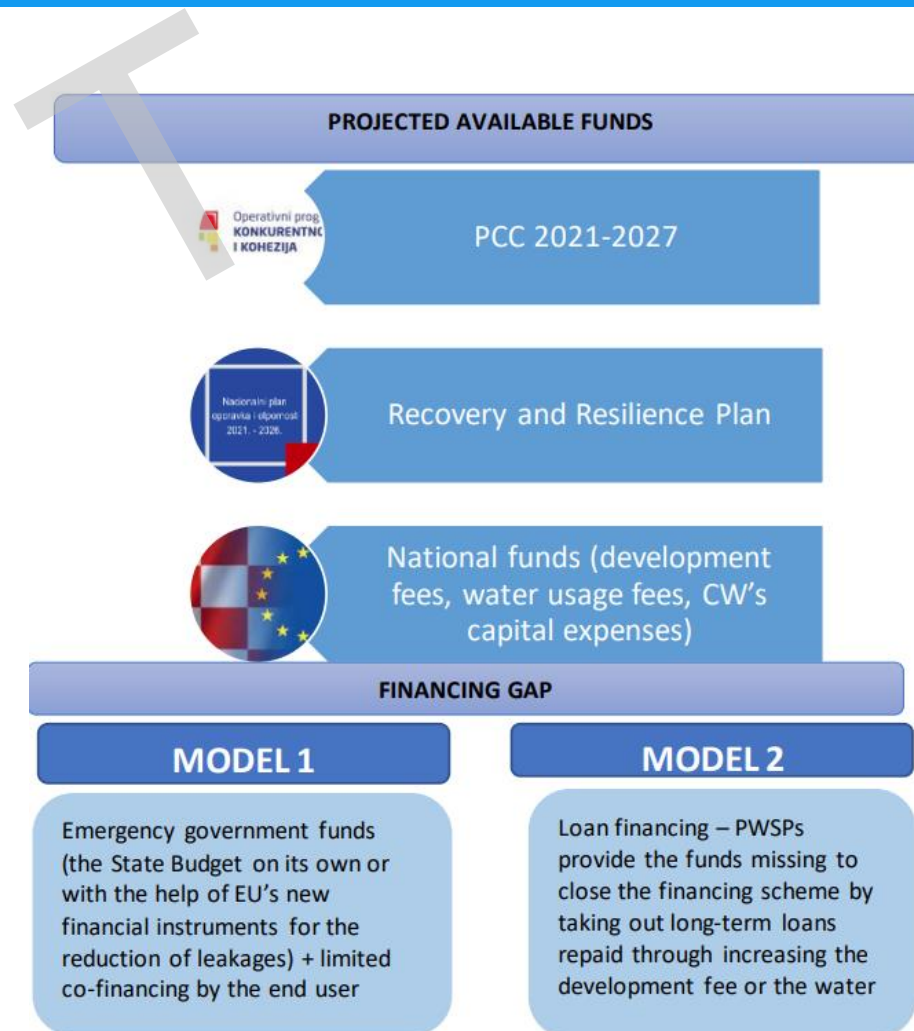 T
PROJECTED AVAILABLE FUNDS
Operativni prog
KONKURENTNO
I KOHEZIJA
PCC 2021-2027
Nacionalni plan
oporavka i otpornosti
2021. - 2026.
Recovery and Resilience Plan
National funds (development
fees, water usage fees, CW's
capital expenses)
FINANCING GAP
MODEL 1
Emergency government funds
(the State Budget on its own or
with the help of EU's new
financial instruments for the
reduction of leakages) + limited
co-financing by the end user
MODEL 2
Loan financing – PWSPs
provide the funds missing to
close the financing scheme by
taking out long-term loans
repaid through increasing the
development fee or the water